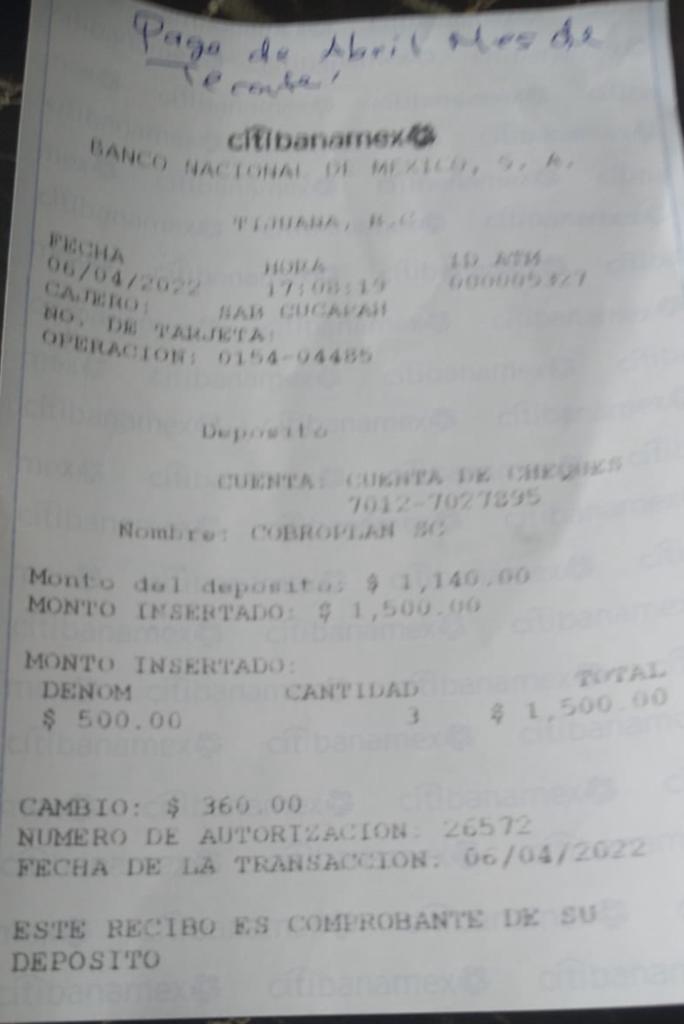 Pago de Abril Mes de
Tecate
citibanamex
BANCO NACIONAL DE MEXICO, S. A.
TIJUANA, B.C.
FECHA HORA ID ATM
06/04/2022 17:08:19 000005327
CAJERO: SAB CUCAPAH
NO. DE TARJETA:
OPERACION: 0154-04485
Deposito
CUENTA: CUENTA DE CHEQUES
7012-7027895
Nombre: COBROPLAN SC
Monto del deposito: $ 1,140.00
MONTO INSERTADO: $ 1,500.00
MONTO INSERTADO:
DENOM CANTIDAD TOTAL
$ 500.00 3 $ 1,500.00
CAMBIO: $ 360.00
NUMERO DE AUTORIZACION: 26572
FECHA DE LA TRANSACCION: 06/04/2022
ESTE RECIBO ES COMPROBANTE DE SU
DEPOSITO